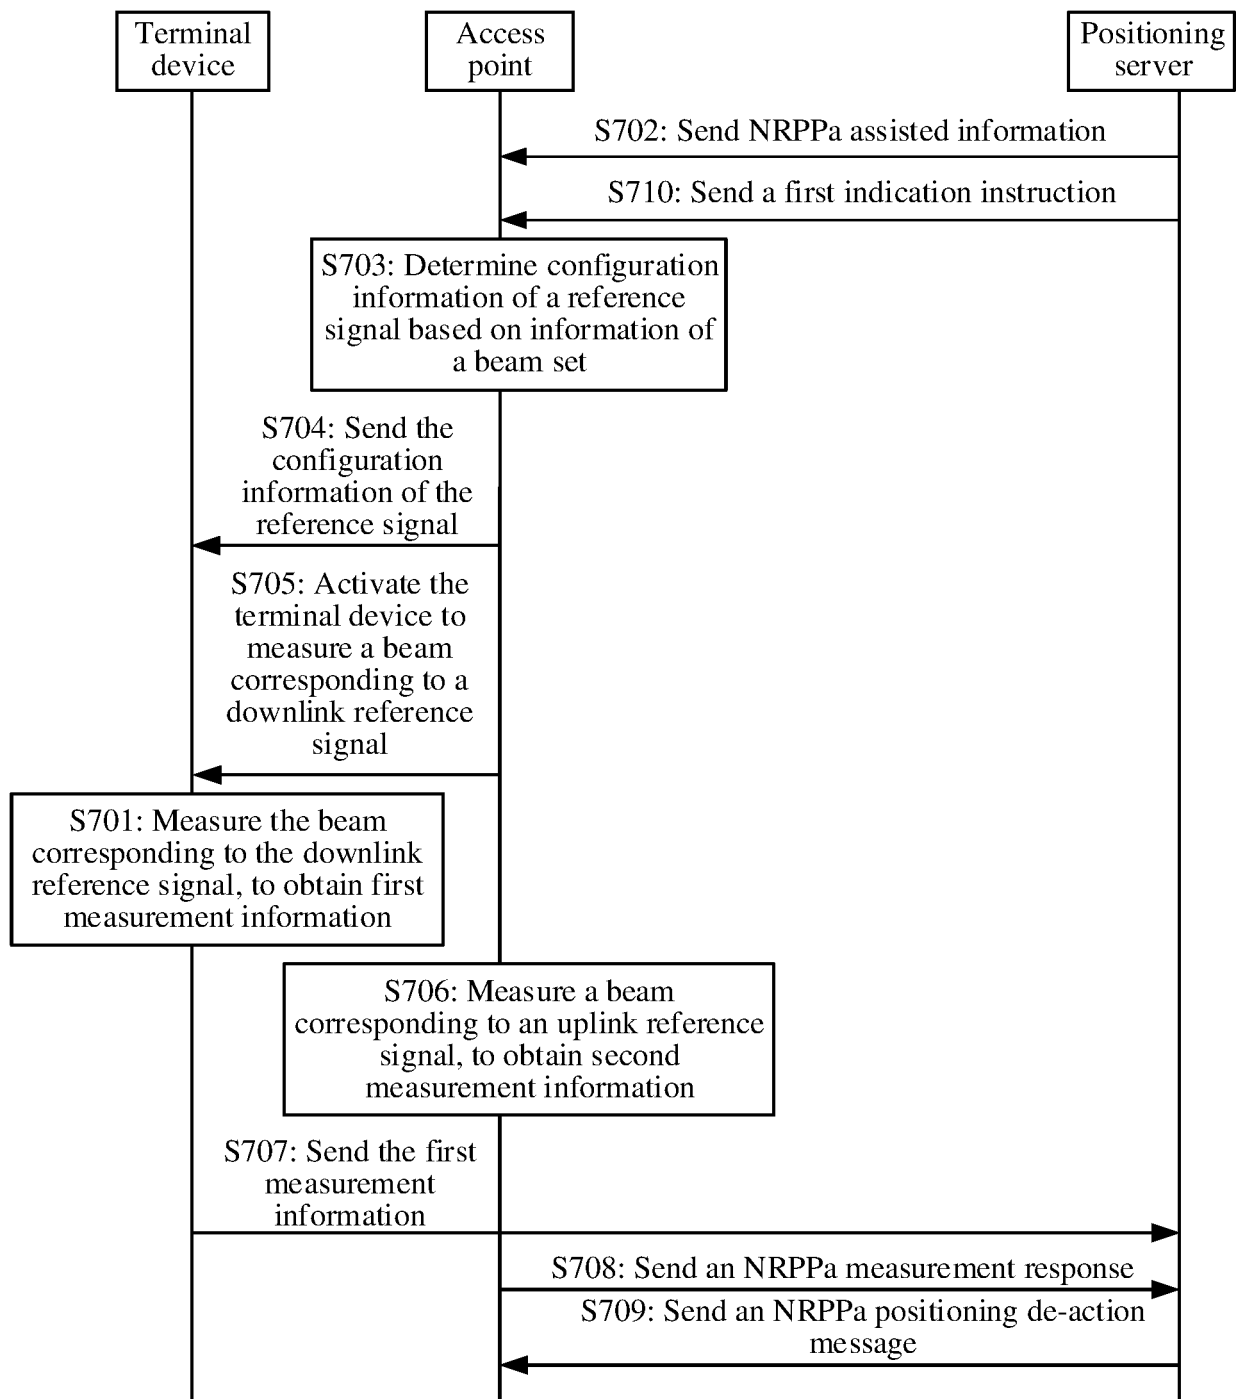 Terminal
device
Access
point
Positioning
server
S702: Send NRPPa assisted information
S710: Send a first indication instruction
S703: Determine configuration
information of a reference
signal based on information of
a beam set
S704: Send the
configuration
information of the
reference signal
S705: Activate the
terminal device to
measure a beam
corresponding to a
downlink reference
signal
S701: Measure the beam
corresponding to the downlink
reference signal, to obtain first
measurement information
S706: Measure a beam
corresponding to an uplink reference
signal, to obtain second
measurement information
S707: Send the first
measurement
information
S708: Send an NRPPa measurement response
S709: Send an NRPPa positioning de-action
message